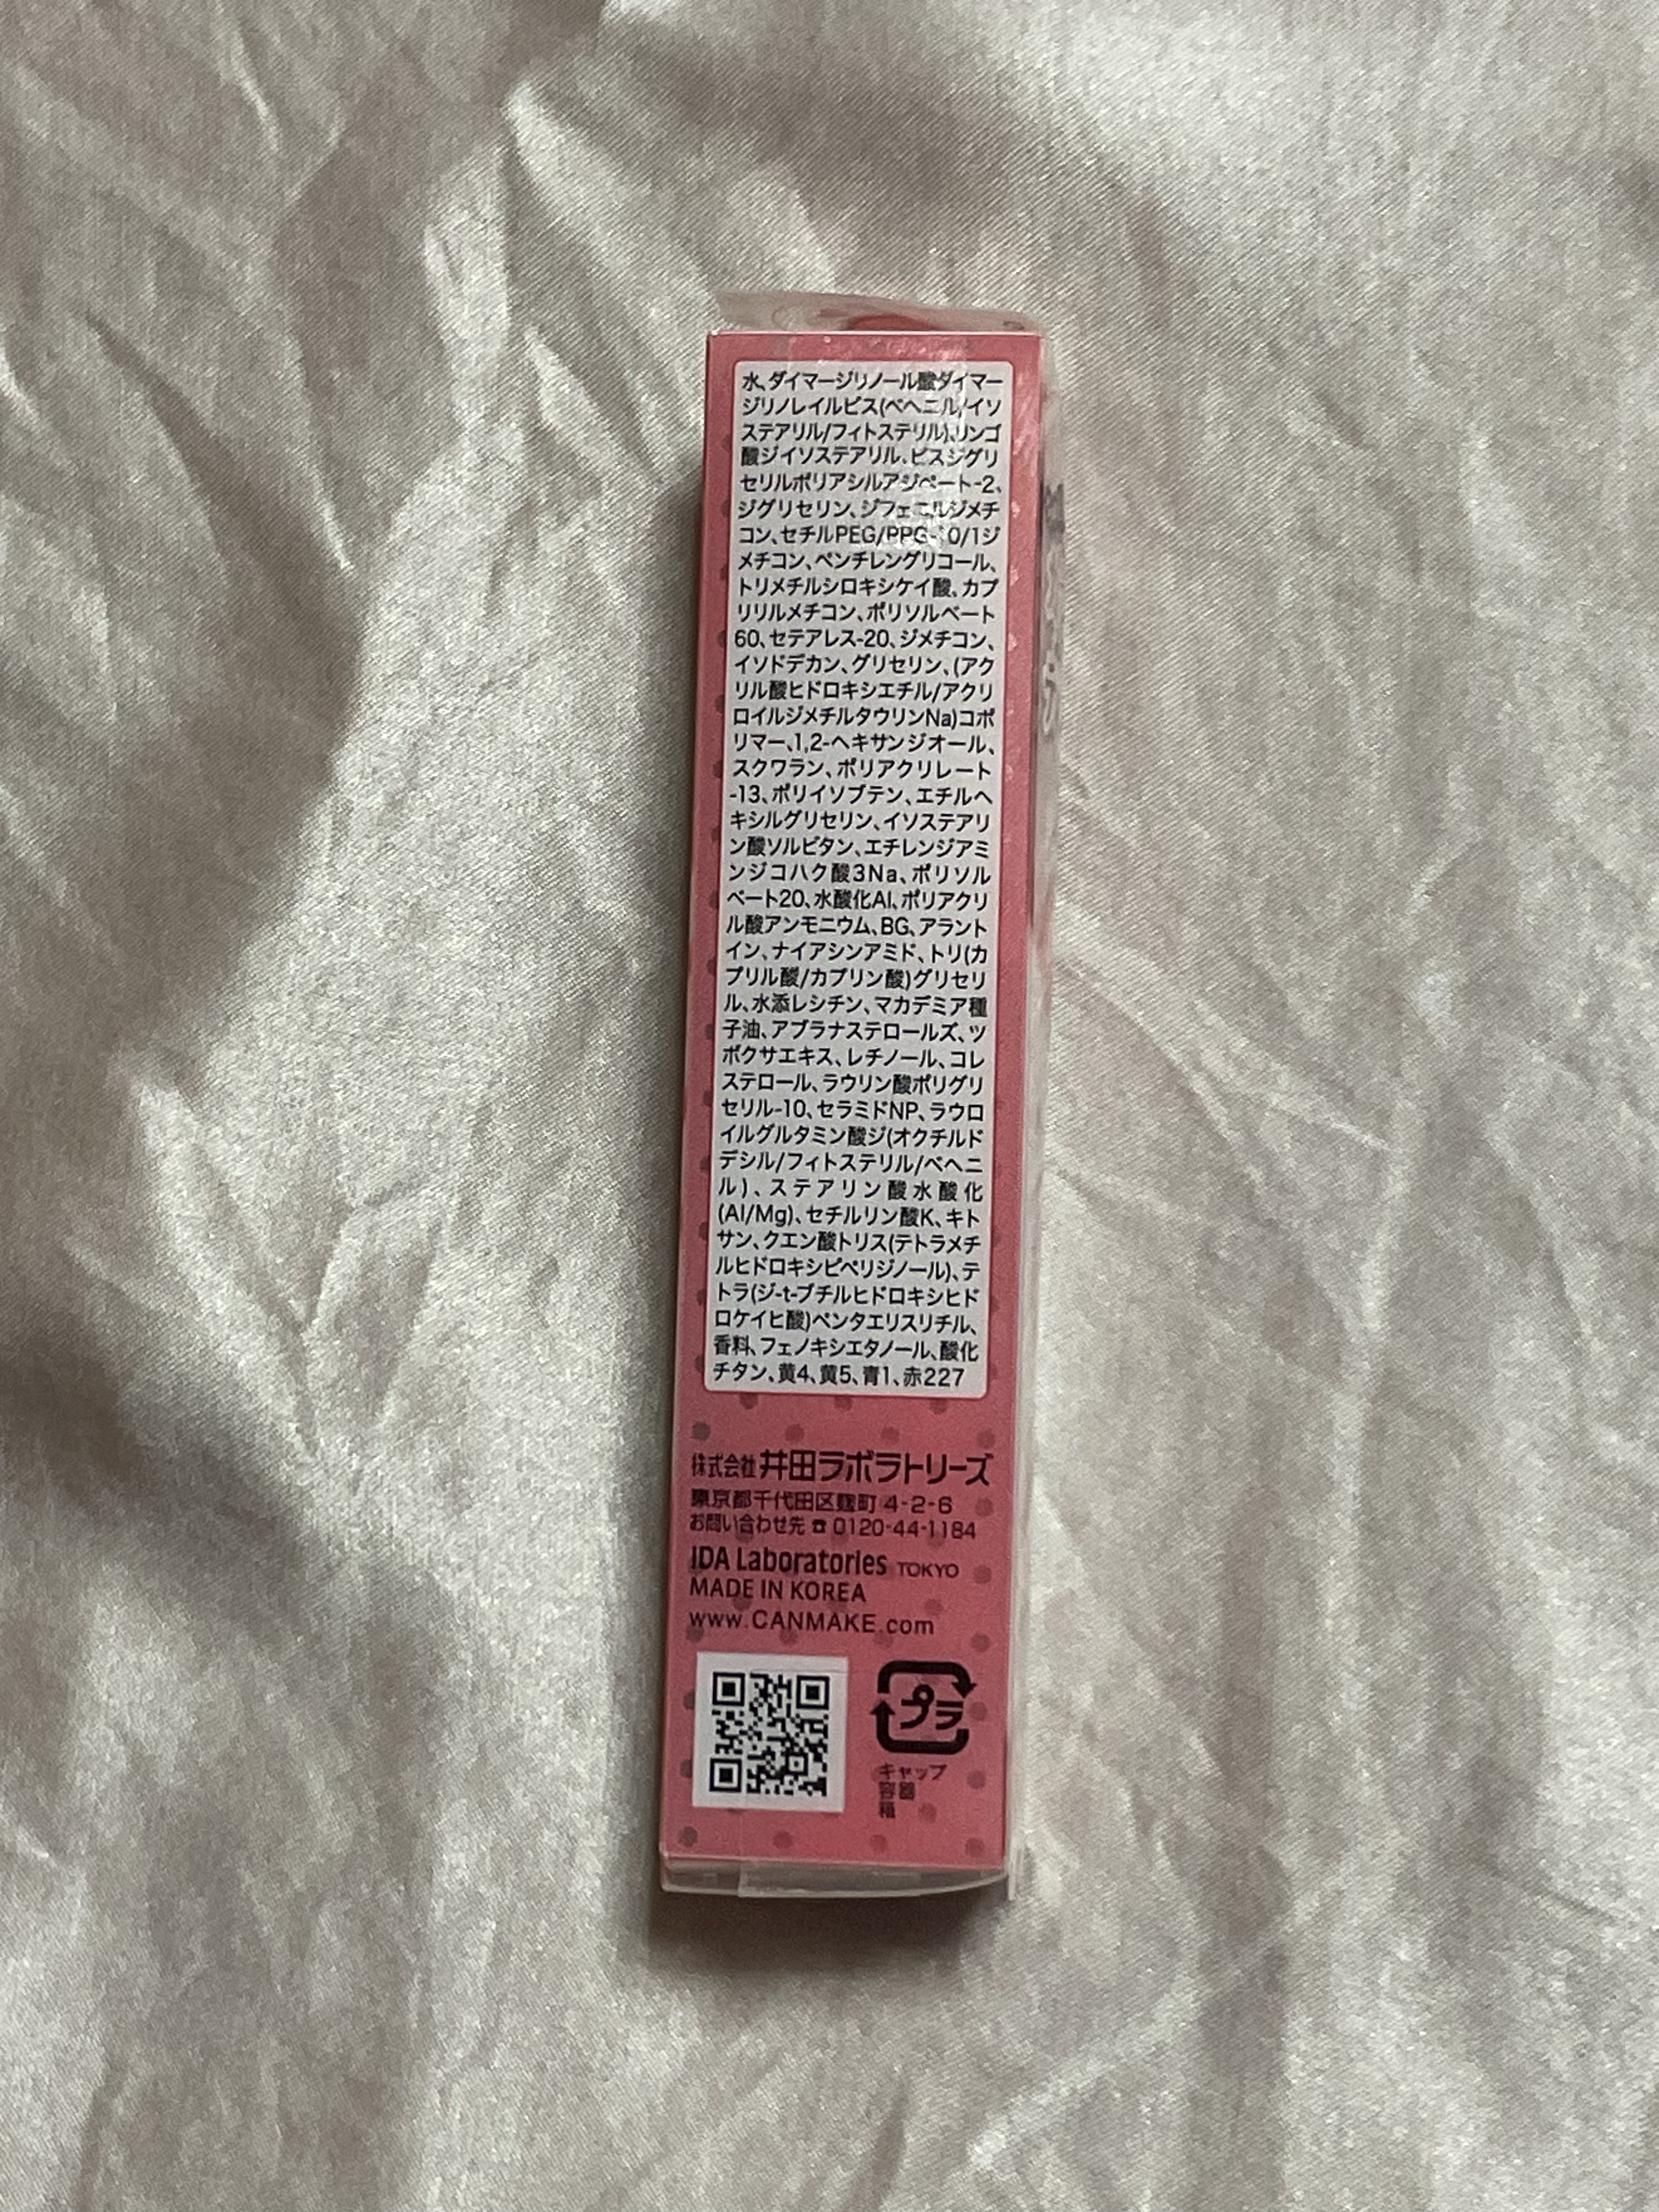 水、ダイマージリノール酸ダイマー
ジリノレイルビス(ベヘニル/イソ
ステアリル/フィトステリル)、リンゴ
酸ジイソステアリル、ビスジグリ
セリルポリアシルアジペート-2、
ジグリセリン、ジフェニルジメチ
コン、セチルPEG/PPG-10/1ジ
メチコン、ペンチレングリコール、
トリメチルシロキシケイ酸、カプ
リリルメチコン、ポリソルベート
60、セテアレス-20、ジメチコン、
イソドデカン、グリセリン、(アク
リル酸ヒドロキシエチル/アクリ
ロイルジメチルタウリンNa)コポ
リマー、1,2-ヘキサンジオール、
スクワラン、ポリアクリレート
-13、ポリイソブテン、エチルヘ
キシルグリセリン、イソステアリ
ン酸ソルビタン、エチレンジアミ
ンジコハク酸3Na、ポリソル
ベート20、水酸化Al、ポリアクリ
ル酸アンモニウム、BG、アラント
イン、ナイアシンアミド、トリ(カ
プリル酸/カプリン酸)グリセリ
ル、水添レシチン、マカデミア種
子油、アブラナステロールズ、ツ
ボクサエキス、レチノール、コレ
ステロール、ラウリン酸ポリグリ
セリル-10、セラミドNP、ラウロ
イルグルタミン酸ジ(オクチルド
デシル/フィトステリル/ベヘニ
ル)、ステアリン酸水酸化
(Al/Mg)、セチルリン酸K、キト
サン、クエン酸トリス(テトラメチ
ルヒドロキシピペリジノール)、テ
トラ(ジ-t-ブチルヒドロキシヒド
ロケイヒ酸)ペンタエリスリチル、
香料、フェノキシエタノール、酸化
チタン、黄4、黄5、青1、赤227
株式会社 井田ラボラトリーズ
東京都千代田区麹町 4-2-6
お問い合わせ先 ☎ 0120-44-1184
IDA Laboratories TOKYO
MADE IN KOREA
www.CANMAKE.com
プラ
キャップ
容器
箱